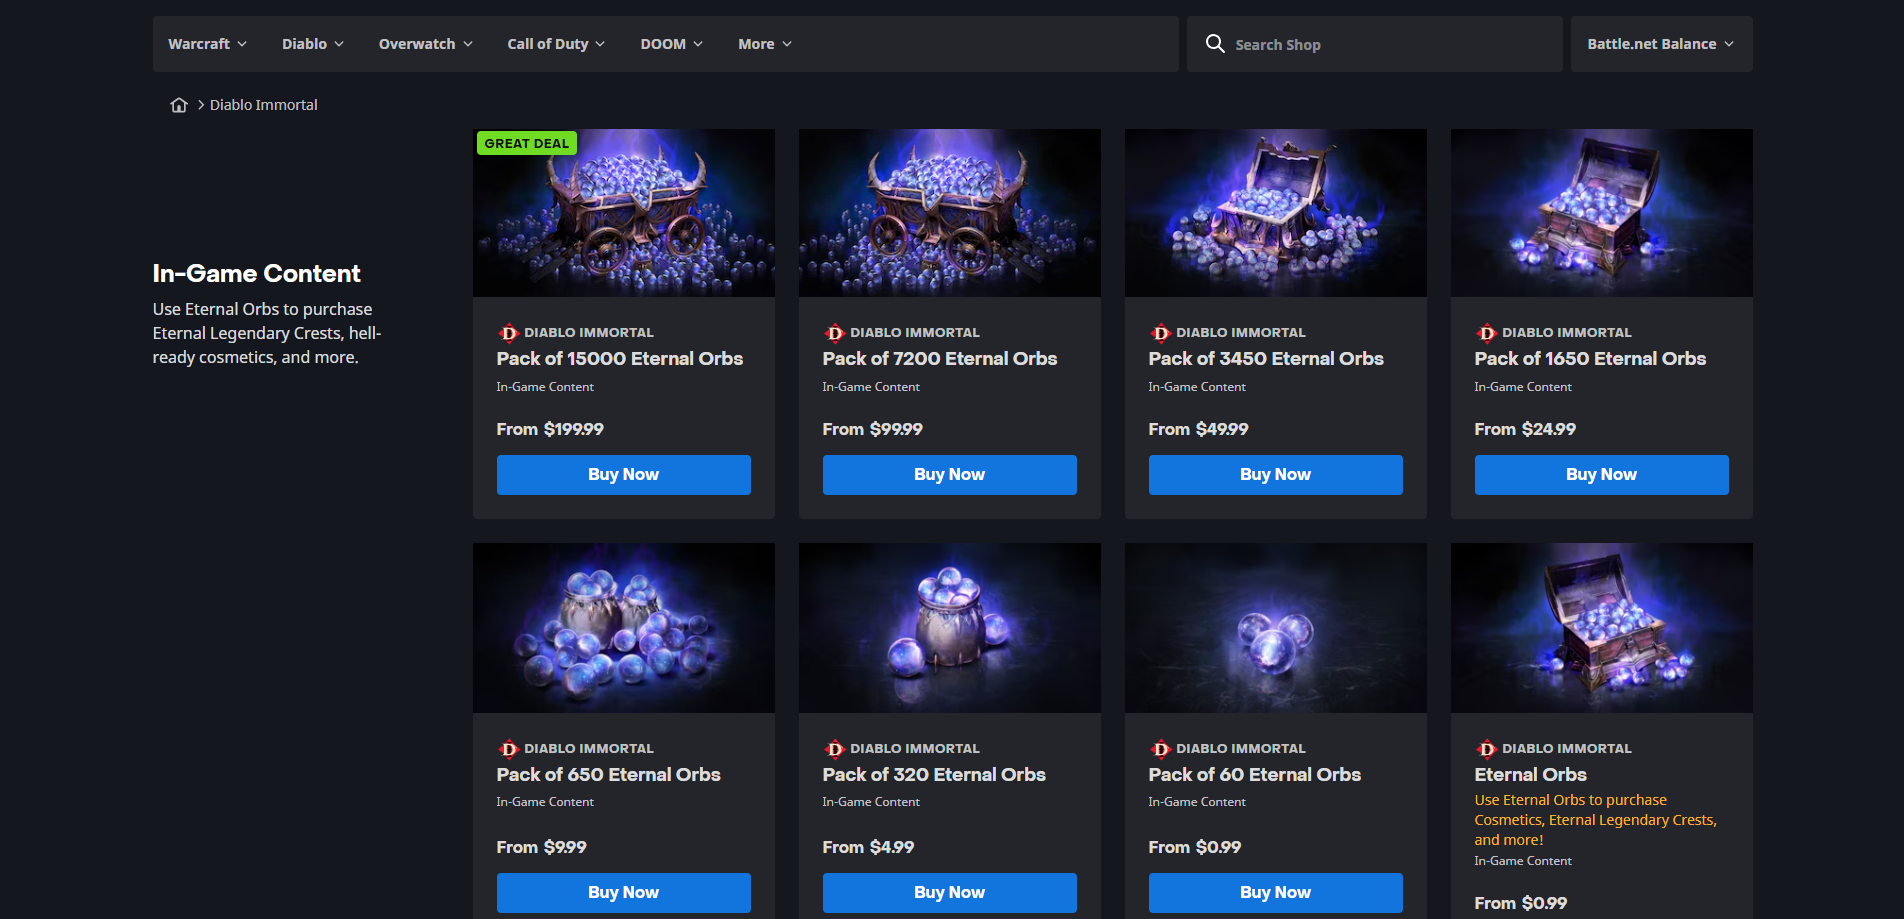 Warcraft
Diablo
Overwatch
Call of Duty
DOOM
More
Search Shop
Battle.net Balance
Diablo Immortal
In-Game Content
Use Eternal Orbs to purchase
Eternal Legendary Crests, hell-
ready cosmetics, and more.
GREAT DEAL
DIABLO IMMORTAL
Pack of 15000 Eternal Orbs
In-Game Content
From $199.99
Buy Now
DIABLO IMMORTAL
Pack of 7200 Eternal Orbs
In-Game Content
From $99.99
Buy Now
DIABLO IMMORTAL
Pack of 3450 Eternal Orbs
In-Game Content
From $49.99
Buy Now
DIABLO IMMORTAL
Pack of 1650 Eternal Orbs
In-Game Content
From $24.99
Buy Now
DIABLO IMMORTAL
Pack of 650 Eternal Orbs
In-Game Content
From $9.99
Buy Now
DIABLO IMMORTAL
Pack of 320 Eternal Orbs
In-Game Content
From $4.99
Buy Now
DIABLO IMMORTAL
Pack of 60 Eternal Orbs
In-Game Content
From $0.99
Buy Now
DIABLO IMMORTAL
Eternal Orbs
Use Eternal Orbs to purchase
Cosmetics, Eternal Legendary Crests,
and more!
In-Game Content
From $0.99